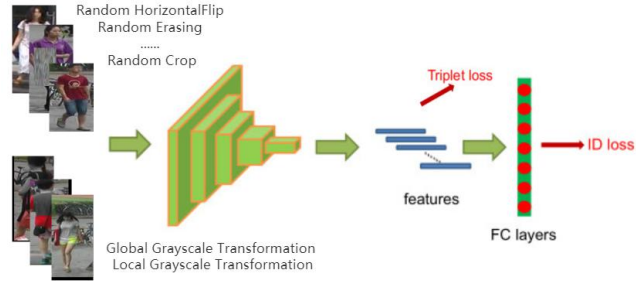 Random HorizontalFlip
Random Erasing
......
Random Crop
Triplet loss
ID loss
features
FC layers
Global Grayscale Transformation
Local Grayscale Transformation